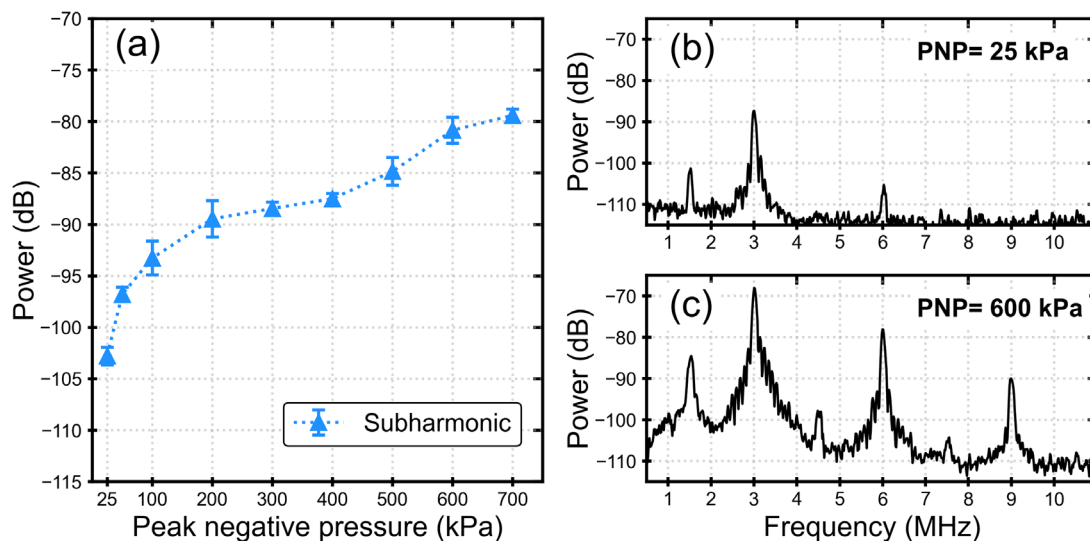 (a)
Power (dB)
−70
−75
−80
−85
−90
−95
−100
−105
−110
−115
Subharmonic
25 100 200 300 400 500 600 700
Peak negative pressure (kPa)
(b)
PNP= 25 kPa
Power (dB)
−70
−80
−90
−100
−110
1 2 3 4 5 6 7 8 9 10
(c)
PNP= 600 kPa
Power (dB)
−70
−80
−90
−100
−110
1 2 3 4 5 6 7 8 9 10
Frequency (MHz)